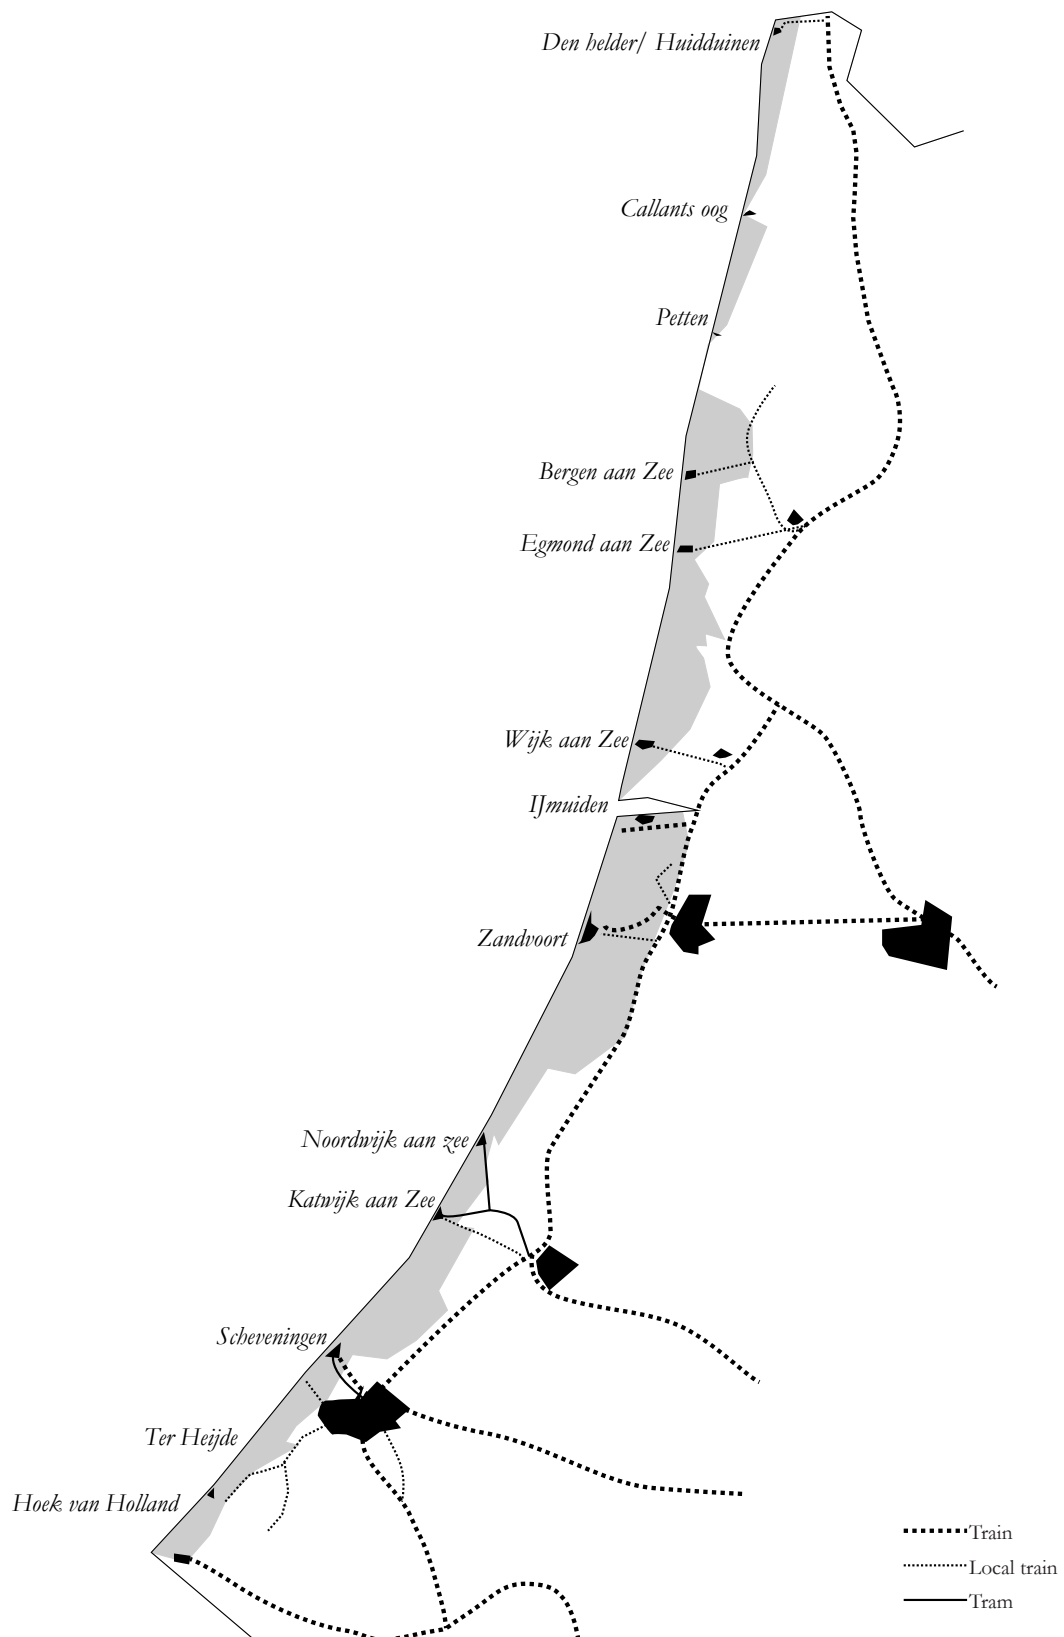 Den helder/ Huidduinen
Callants oog
Petten
Bergen aan Zee
Egmond aan Zee
Wijk aan Zee
IJmuiden
Zandvoort
Noordwijk aan zee
Katwijk aan Zee
Scheveningen
Ter Heijde
Hoek van Holland
Train
Local train
Tram